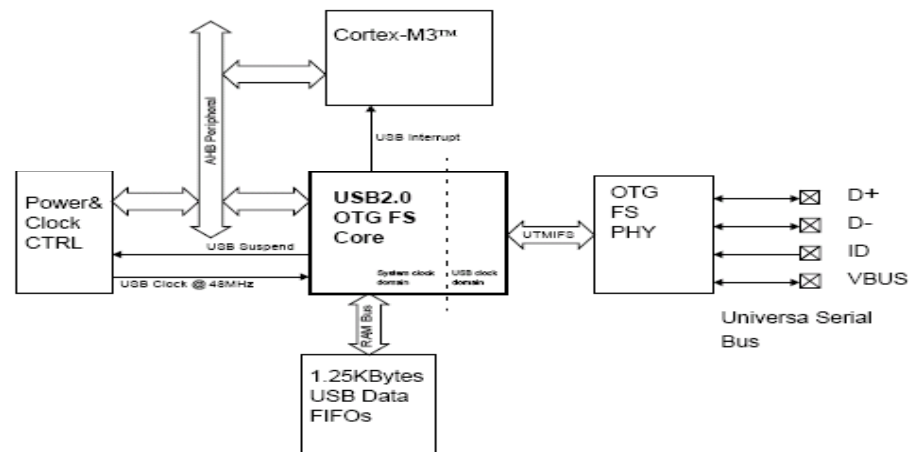 Cortex-M3™
AHB Peripheral
USB Interrupt
Power&
Clock
CTRL
USB2.0
OTG FS
Core
System clock
domain
USB clock
domain
USB Suspend
USB Clock @ 48MHz
UTMIFS
OTG
FS
PHY
D+
D-
ID
VBUS
Universa Serial
Bus
RAM Bus
1.25KBytes
USB Data
FIFOs